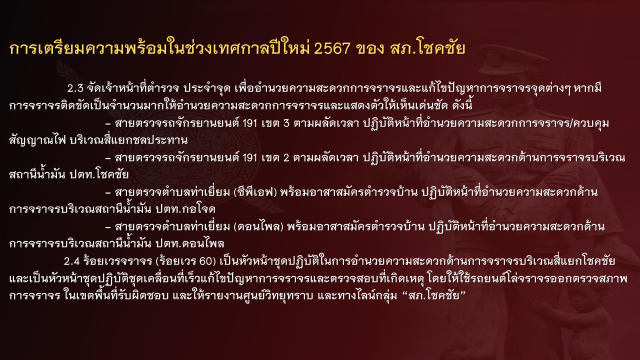 การเตรียมความพร้อมในช่วงเทศกาลปีใหม่ 2567 ของ สภ.โชคชัย
2.3 จัดเจ้าหน้าที่ตำรวจ ประจำจุด เพื่ออำนวยความสะดวกการจราจรและแก้ไขปัญหาการจราจรจุดต่างๆ หากมี
การจราจรติดขัดเป็นจำนวนมากให้อำนวยความสะดวกการจราจรและแสดงตัวให้เห็นเด่นชัด ดังนี้
– สายตรวจรถจักรยานยนต์ 191 เขต 3 ตามผลัดเวลา ปฏิบัติหน้าที่อำนวยความสะดวกการจราจร/ควบคุม
สัญญาณไฟ บริเวณสี่แยกชลประทาน
– สายตรวจรถจักรยานยนต์ 191 เขต 2 ตามผลัดเวลา ปฏิบัติหน้าที่อำนวยความสะดวกด้านการจราจรบริเวณ
สถานีน้ำมัน ปตท.โชคชัย
– สายตรวจตำบลท่าเยี่ยม (ซีพีเอฟ) พร้อมอาสาสมัครตำรวจบ้าน ปฏิบัติหน้าที่อำนวยความสะดวกด้าน
การจราจรบริเวณสถานีน้ำมัน ปตท.กอโจด
– สายตรวจตำบลท่าเยี่ยม (ดอนไพล) พร้อมอาสาสมัครตำรวจบ้าน ปฏิบัติหน้าที่อำนวยความสะดวกด้าน
การจราจรบริเวณสถานีน้ำมัน ปตท.ดอนไพล
2.4 ร้อยเวรจราจร (ร้อยเวร 60) เป็นหัวหน้าชุดปฏิบัติในการอำนวยความสะดวกด้านการจราจรบริเวณสี่แยกโชคชัย
และเป็นหัวหน้าชุดปฏิบัติชุดเคลื่อนที่เร็วแก้ไขปัญหาการจราจรและตรวจสอบที่เกิดเหตุ โดยให้ใช้รถยนต์โล่จราจรออกตรวจสภาพ
การจราจร ในเขตพื้นที่รับผิดชอบ และให้รายงานศูนย์วิทยุทราบ และทางไลน์กลุ่ม “สภ.โชคชัย”